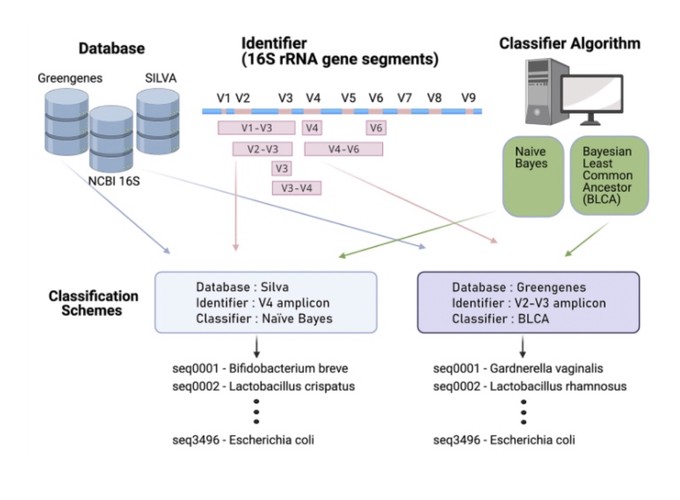 Database
Identifier
(16S rRNA gene segments)
Classifier Algorithm
Greengenes
SILVA
NCBI 16S
V1 V2 V3 V4 V5 V6 V7 V8 V9
V1-V3 V4 V6
V2-V3 V4-V6
V3
V3-V4
Naive
Bayes
Bayesian
Least
Common
Ancestor
(BLCA)
Classification
Schemes
Database : Silva
Identifier : V4 amplicon
Classifier : Naïve Bayes
Database : Greengenes
Identifier : V2-V3 amplicon
Classifier : BLCA
seq0001 - Bifidobacterium breve
seq0002 - Lactobacillus crispatus
seq3496 - Escherichia coli
seq0001 - Gardnerella vaginalis
seq0002 - Lactobacillus rhamnosus
seq3496 - Escherichia coli